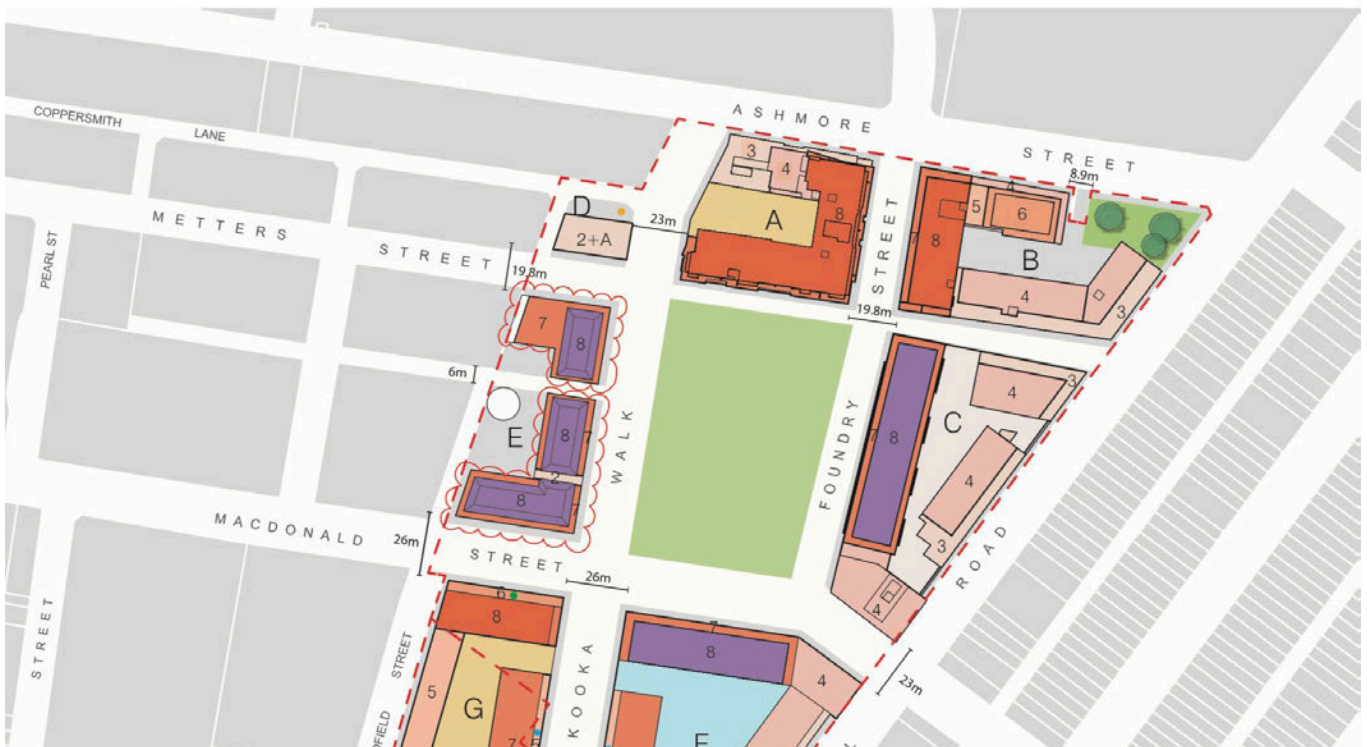 ASHMORE
STREET
8.9m
COPPERSMITH
LANE
3
4
4
5
6
8
8
A
B
D
2+A
23m
METTERS
STREET
PEARL ST
19.8m
STREET
19.8m
4
3
7
8
6m
8
7
E
2
8
WALK
FOUNDRY
7
8
C
4
3
4
3
4
ROAD
MACDONALD
STREET
26m
26m
6
8
7
8
4
23m
STREET
STREET
5
G
7
KOOKA